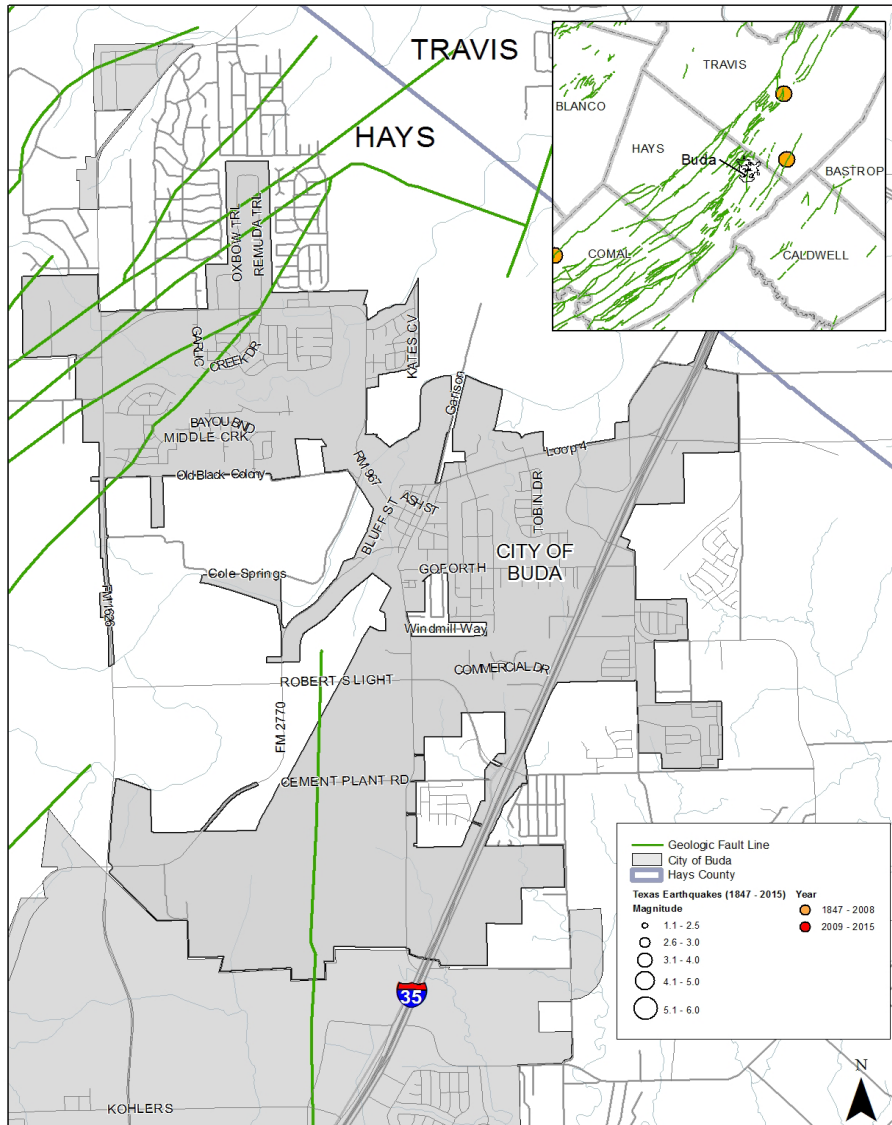 TRAVIS
HAYS
TRAVIS
BLANCO
HAYS
Buda
BASTROP
COMAL
CALDWELL
OXBOW TRL
REMUDA TRL
GARLIC
CREEK DR
KATES CV
BAYOU BND
MIDDLE CRK
Old Black Colony
RM 967
Garison
Loop 4
ASH ST
TOBIN DR
BLUFF ST
CITY OF
BUDA
GOFORTH
Cole Springs
FM 1626
Windmill Way
COMMERCIAL DR
ROBERT S LIGHT
FM 2770
CEMENT PLANT RD
35
KOHLERS
Geologic Fault Line
City of Buda
Hays County
Texas Earthquakes (1847 - 2015)
Year
Magnitude
1847 - 2008
1.1 - 2.5
2009 - 2015
2.6 - 3.0
3.1 - 4.0
4.1 - 5.0
5.1 - 6.0
N